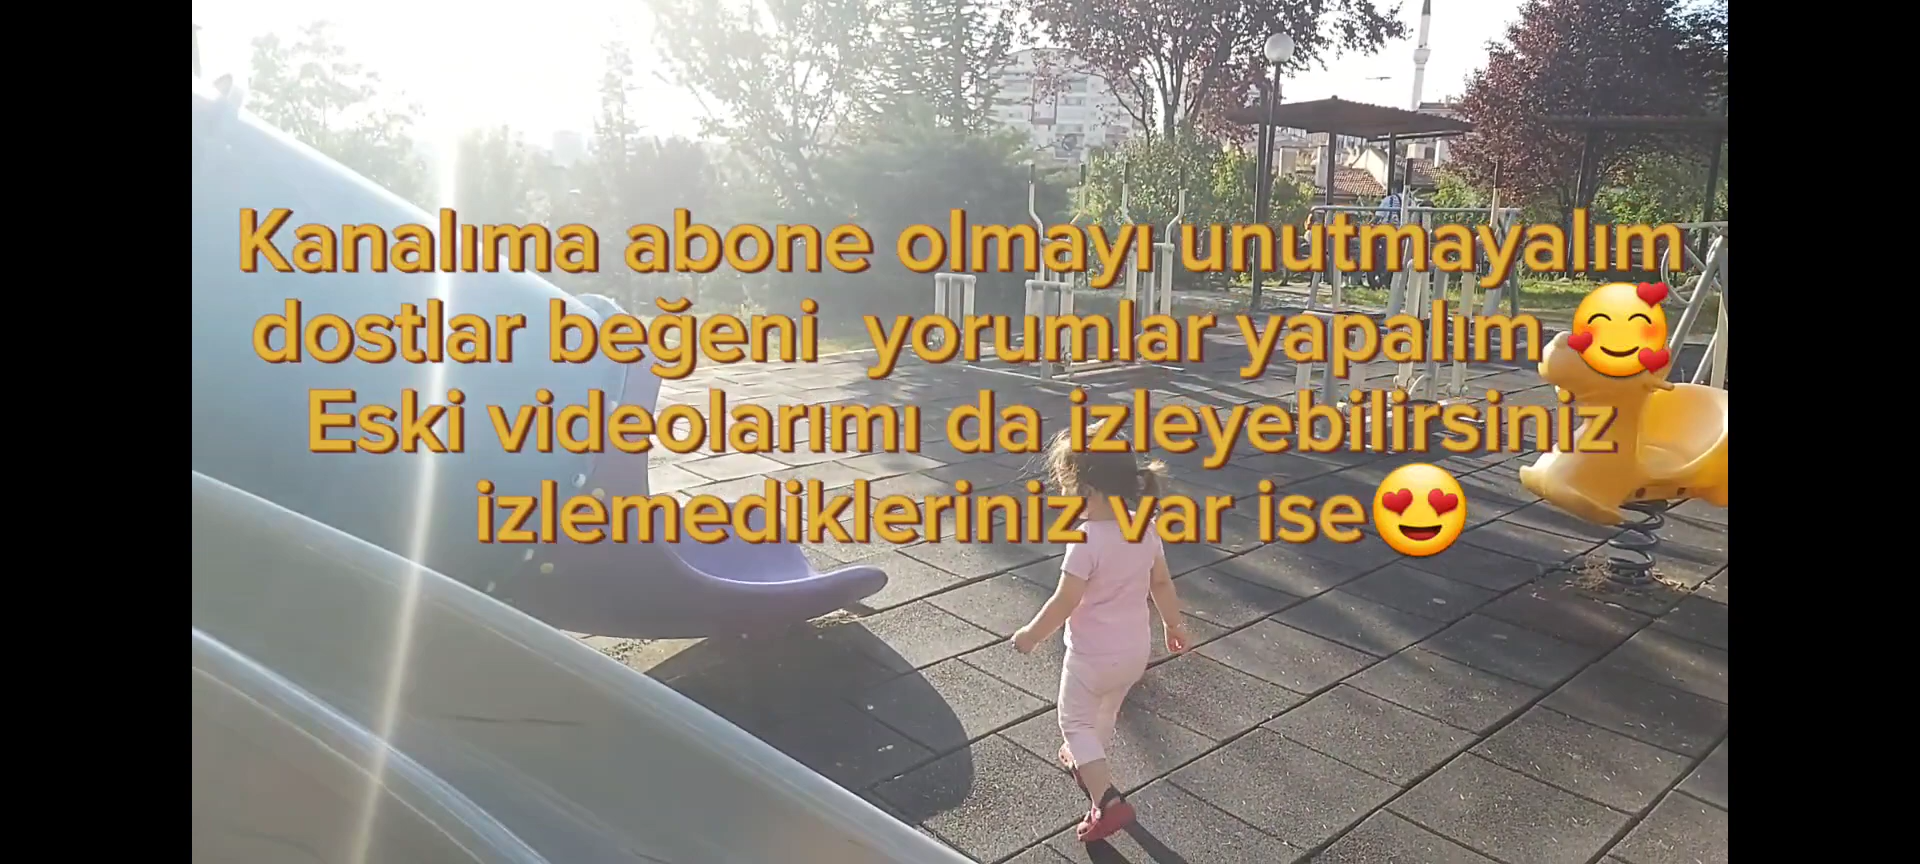 Kanalıma abone olmayı unutmayalım
dostlar beğeni yorumlar yapalım 🥰
Eski videolarımı da izleyebilirsiniz
izlemedikleriniz var ise😍